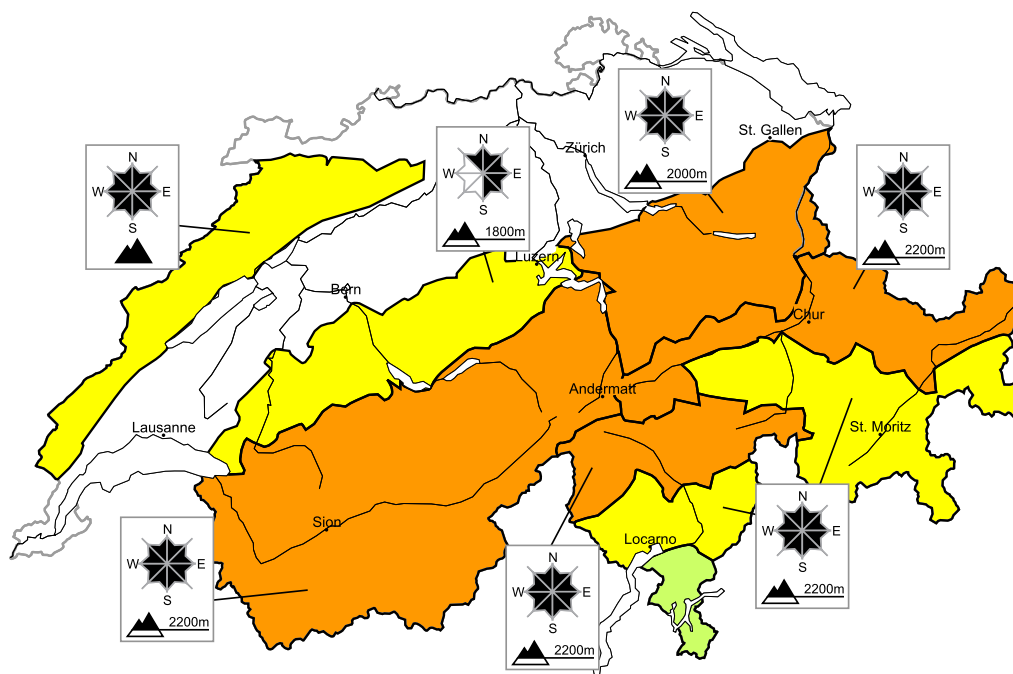 N
W E
S
2000m
St. Gallen
Zürich
N
W E
S
1800m
N
W E
S
N
W E
S
2200m
Luzern
Bern
Chur
Andermatt
Lausanne
St. Moritz
Sion
Locarno
N
W E
S
2200m
N
W E
S
2200m
N
W E
S
2200m